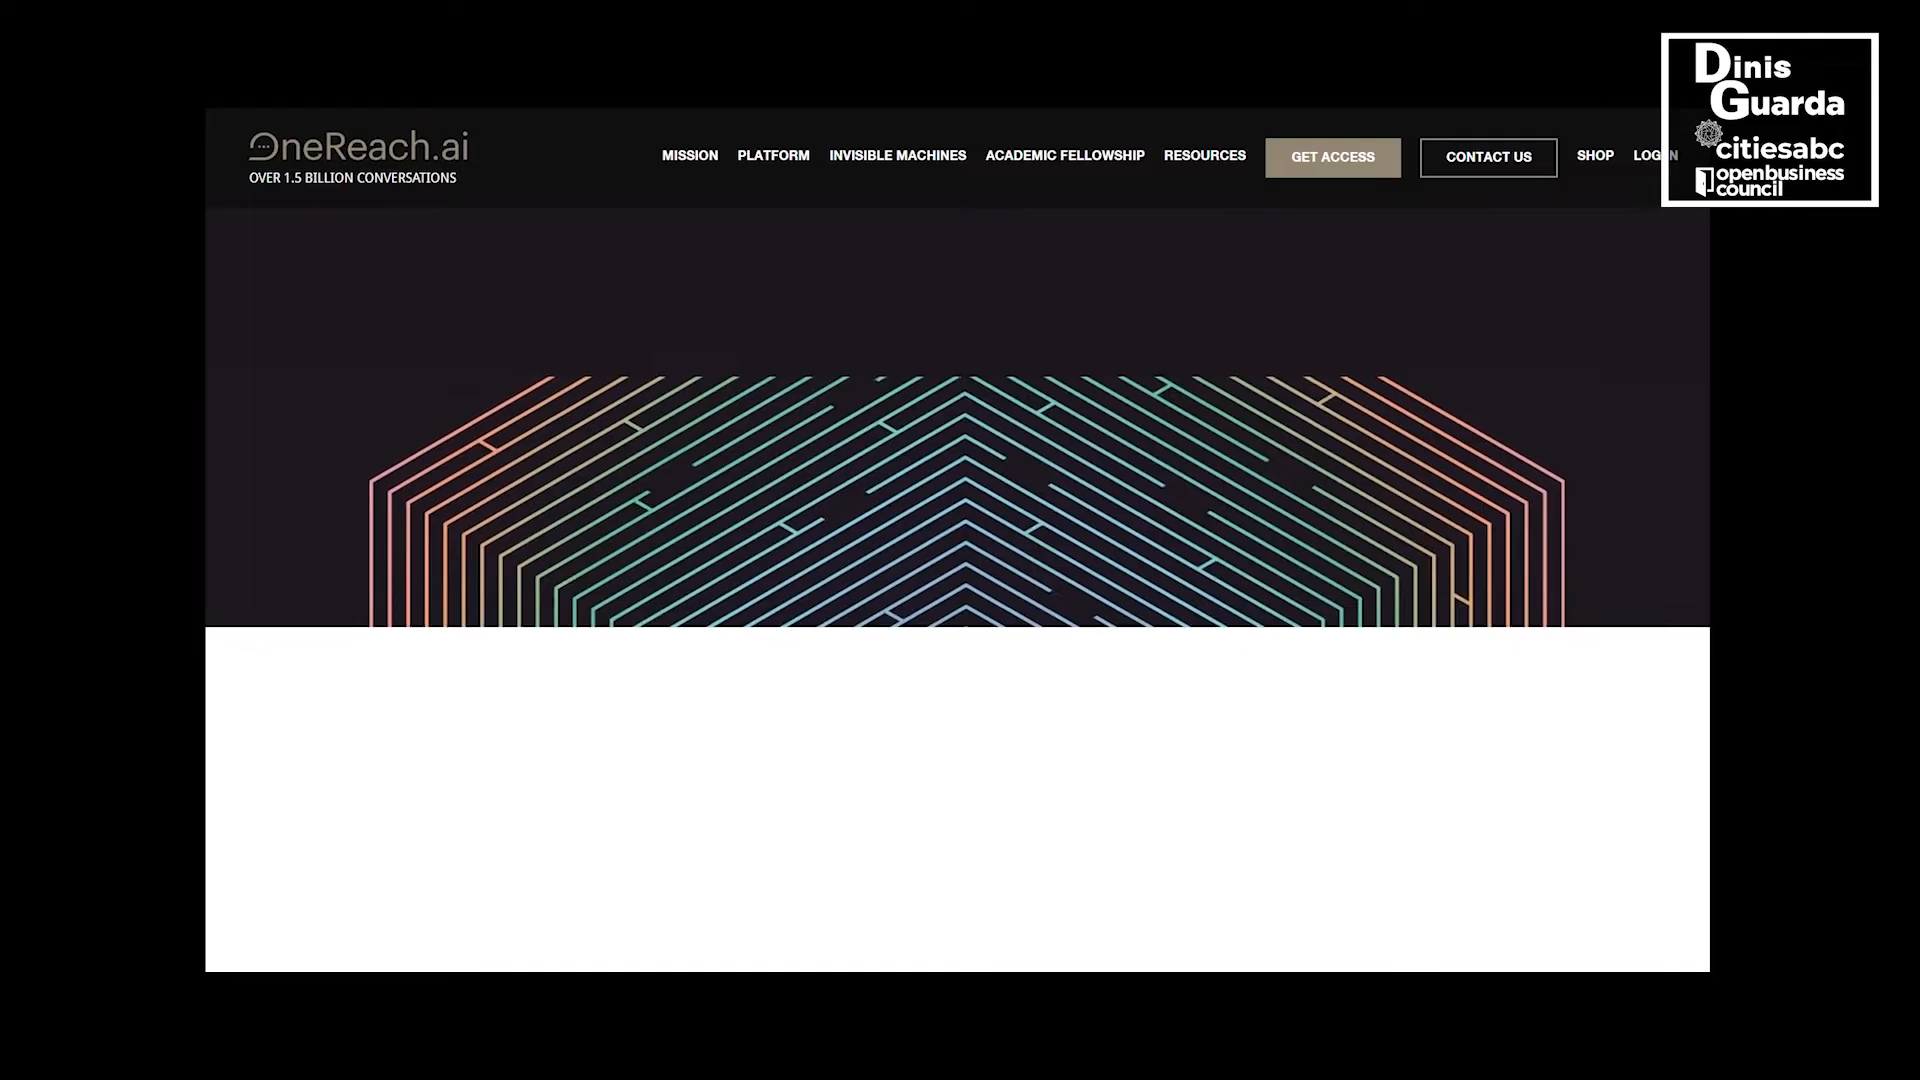 OneReach.ai
OVER 1.5 BILLION CONVERSATIONS
MISSION PLATFORM INVISIBLE MACHINES ACADEMIC FELLOWSHIP RESOURCES GET ACCESS CONTACT US SHOP LOGIN
Dinis
Guarda
citiesabc
openbusiness
council